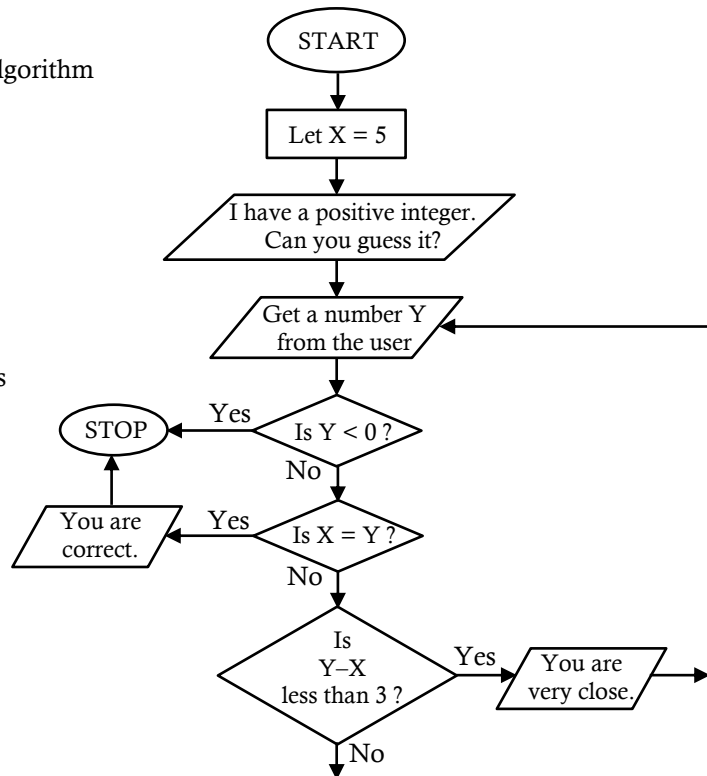 START
lgorithm
Let X = 5
I have a positive integer.
Can you guess it?
Get a number Y
from the user
s
Yes
STOP
Is Y < 0 ?
No
You are
correct.
Yes
Is X = Y ?
No
Is
Y–X
less than 3 ?
Yes
You are
very close.
No